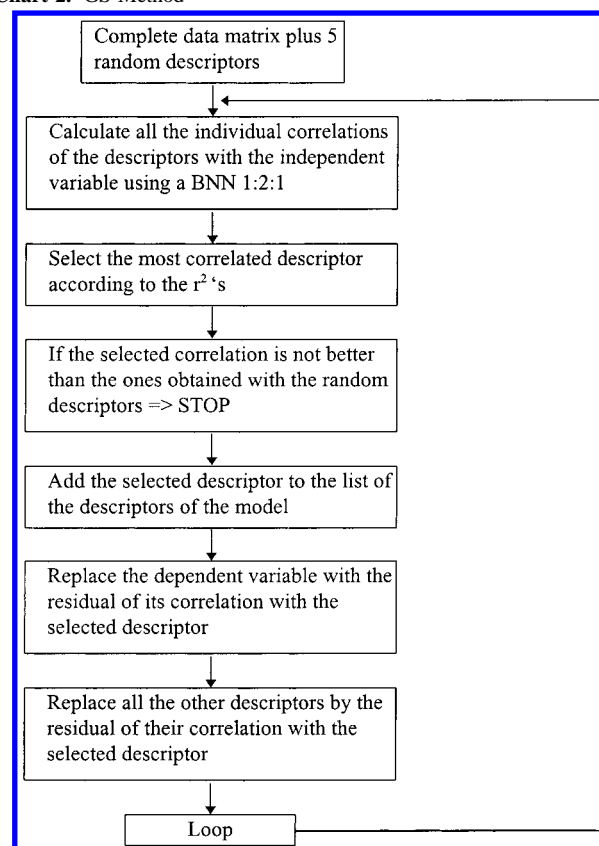 Chart 2. GS Method
Complete data matrix plus 5
random descriptors
Calculate all the individual correlations
of the descriptors with the independent
variable using a BNN 1:2:1
Select the most correlated descriptor
according to the r² 's
If the selected correlation is not better
than the ones obtained with the random
descriptors => STOP
Add the selected descriptor to the list of
the descriptors of the model
Replace the dependent variable with the
residual of its correlation with the
selected descriptor
Replace all the other descriptors by the
residual of their correlation with the
selected descriptor
Loop